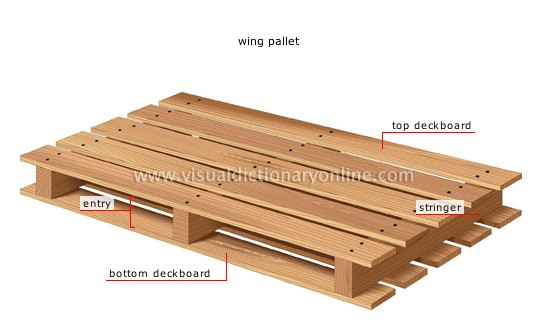 wing pallet
top deckboard
www.visualdictionaryonline.com
entry
stringer
bottom deckboard